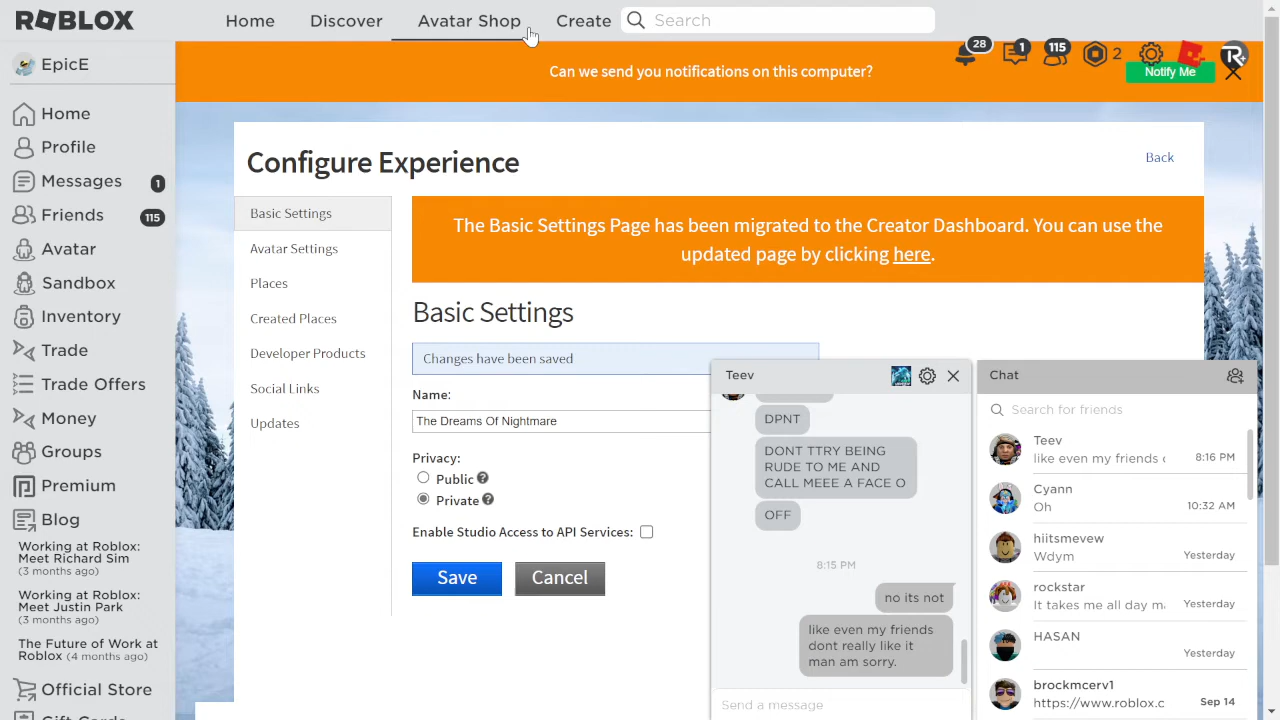 ROBLOX
Home
Discover
Avatar Shop
Create
Search
EpicE
28
1
115
2
Can we send you notifications on this computer?
Notify Me
Home
Profile
Messages
1
Friends
115
Avatar
Sandbox
Inventory
Trade
Trade Offers
Money
Groups
Premium
Blog
Working at Roblox:
Meet Richard Sim
(3 months ago)
Working at Roblox:
Meet Justin Park
(3 months ago)
The Future of Work at
Roblox (4 months ago)
Official Store
Gift Cards
Configure Experience
Back
Basic Settings
Avatar Settings
Places
Created Places
Developer Products
Social Links
Updates
The Basic Settings Page has been migrated to the Creator Dashboard. You can use the
updated page by clicking here.
Basic Settings
Changes have been saved
Name:
The Dreams Of Nightmare
Privacy:
Public
Private
Enable Studio Access to API Services:
Save
Cancel
Teev
DPNT
DONT TTRY BEING
RUDE TO ME AND
CALL MEEE A FACE O
OFF
8:15 PM
no its not
like even my friends
dont really like it
man am sorry.
Send a message
Chat
Search for friends
Teev
like even my friends
8:16 PM
Cyann
Oh
10:32 AM
hiitsmevew
Wdym
Yesterday
rockstar
It takes me all day
Yesterday
HASAN
Yesterday
brockmcerv1
https://www.roblox.c
Sep 14